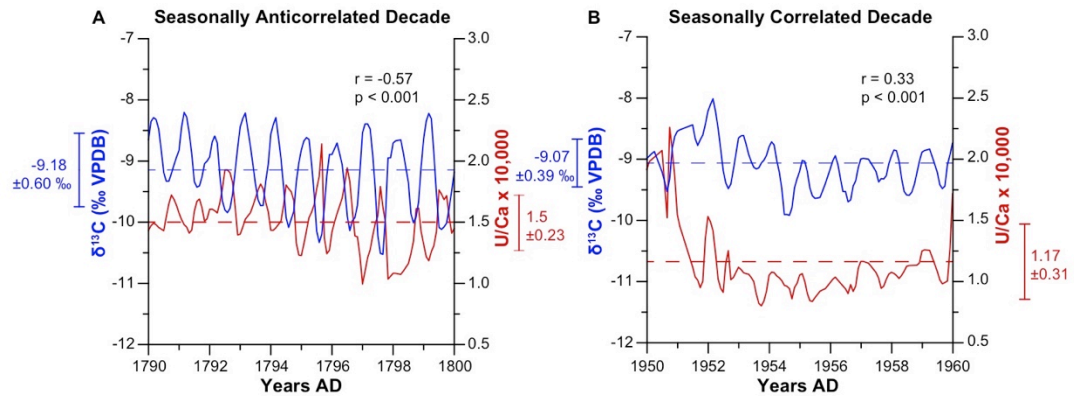 A
Seasonally Anticorrelated Decade
-7
-8
-9
-10
-11
-12
δ¹³C (‰ VPDB)
-9.18
±0.60 ‰
r = -0.57
p < 0.001
3.0
2.5
2.0
1.5
1.0
0.5
U/Ca x 10,000
1.5
±0.23
1790 1792 1794 1796 1798 1800
Years AD
B
Seasonally Correlated Decade
-7
-8
-9
-10
-11
-12
δ¹³C (‰ VPDB)
-9.07
±0.39 ‰
r = 0.33
p < 0.001
3.0
2.5
2.0
1.5
1.0
0.5
U/Ca x 10,000
1.17
±0.31
1950 1952 1954 1956 1958 1960
Years AD